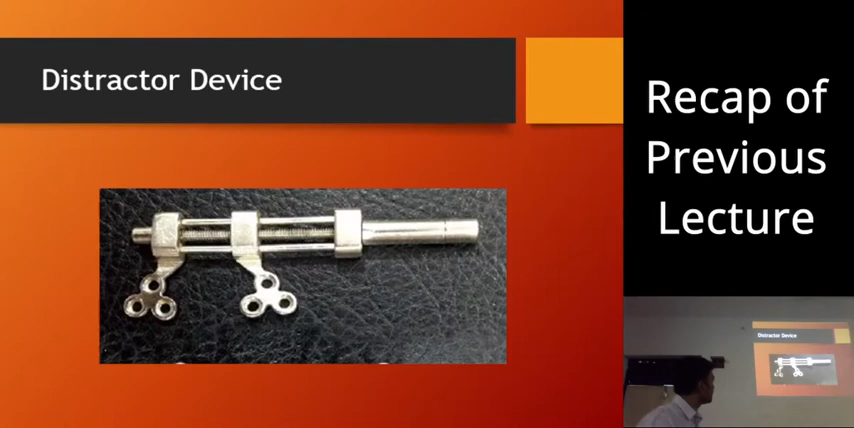 Distractor Device
Recap of
Previous
Lecture
Distractor Device